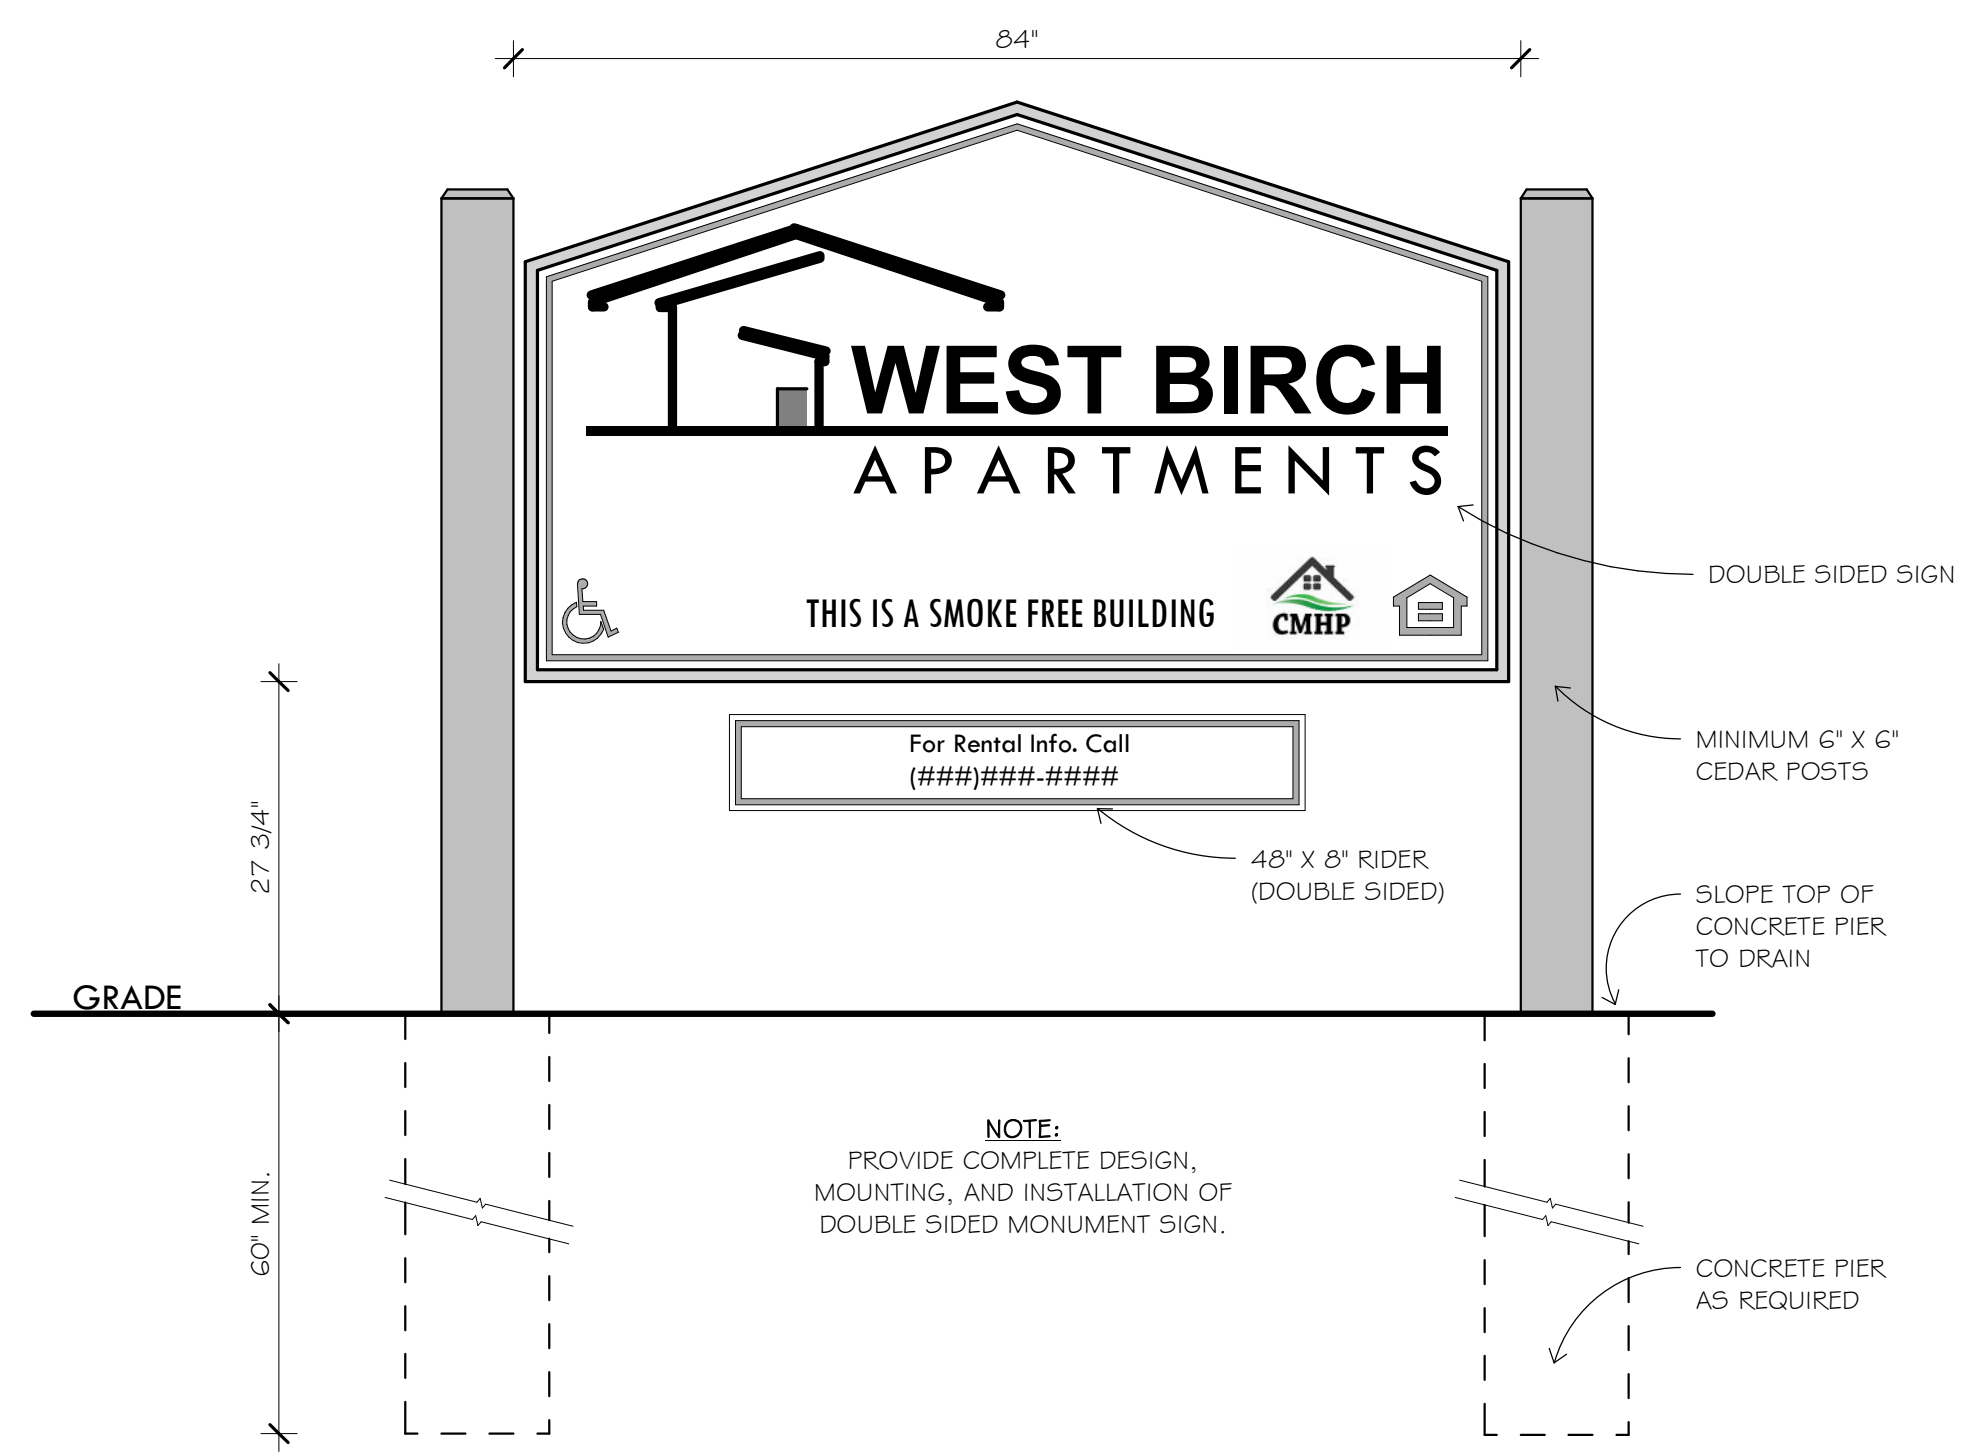 84"
WEST BIRCH
APARTMENTS
DOUBLE SIDED SIGN
THIS IS A SMOKE FREE BUILDING
CMHP
MINIMUM 6" X 6"
CEDAR POSTS
For Rental Info. Call
(###)###-####
27 3/4"
48" X 8" RIDER
(DOUBLE SIDED)
SLOPE TOP OF
CONCRETE PIER
TO DRAIN
GRADE
NOTE:
PROVIDE COMPLETE DESIGN,
MOUNTING, AND INSTALLATION OF
DOUBLE SIDED MONUMENT SIGN.
60" MIN.
CONCRETE PIER
AS REQUIRED